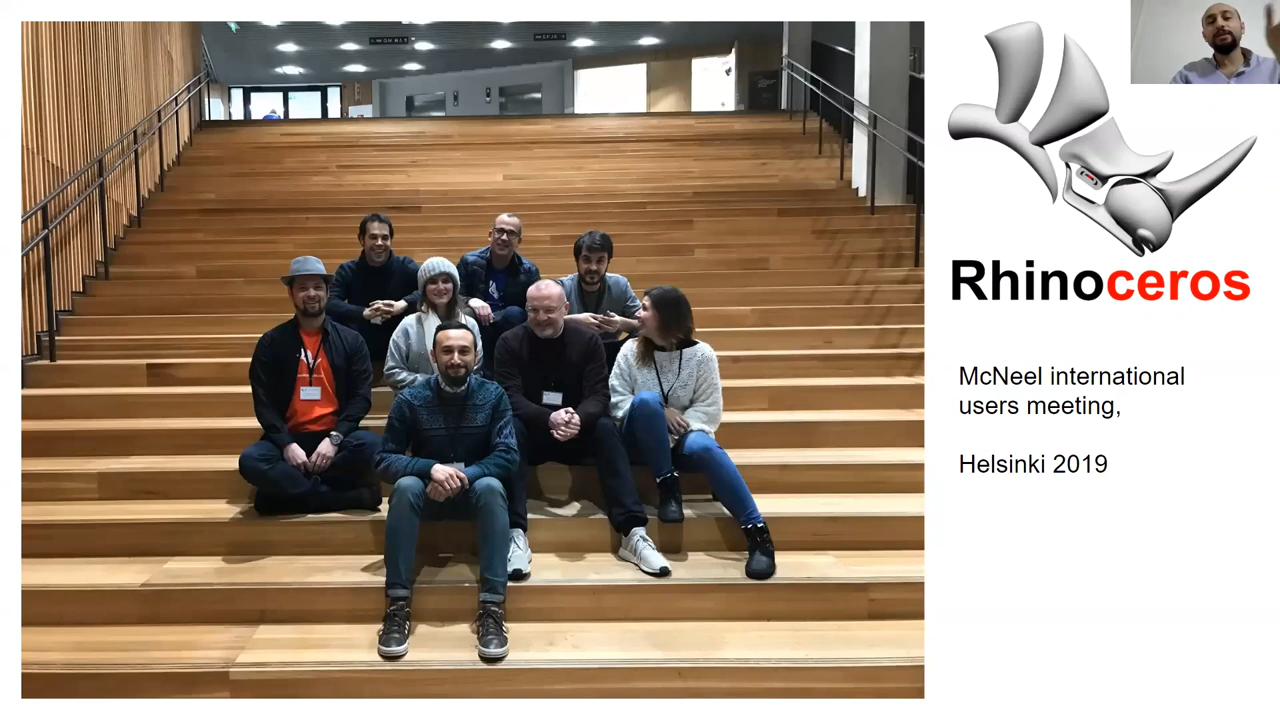 Rhinoceros
McNeel international
users meeting,
Helsinki 2019